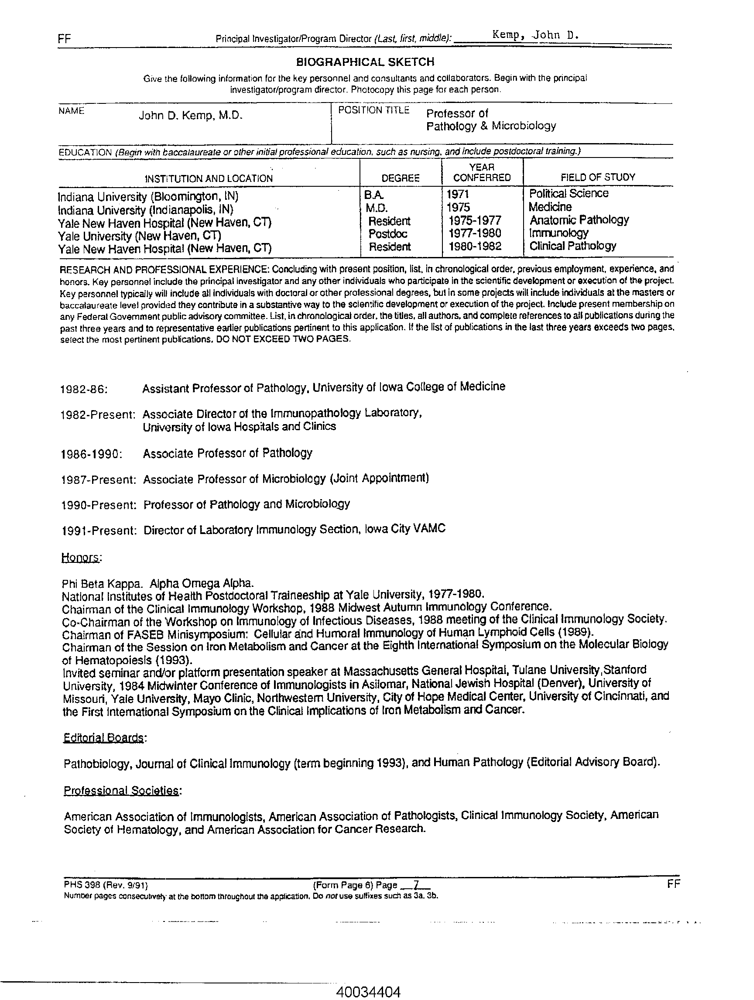 FF Principal Investigator/Program Director (Last, first, middle): Kemp, John D.
BIOGRAPHICAL SKETCH
Give the following information for the key personnel and consultants and collaborators. Begin with the principal
investigator/program director. Photocopy this page for each person.
NAME POSITION TITLE
John D. Kemp, M.D. Professor of
Pathology & Microbiology
EDUCATION (Begin with baccalaureate or other initial professional education, such as nursing, and include postdoctoral training.)
INSTITUTION AND LOCATION DEGREE YEAR CONFERRED FIELD OF STUDY
Indiana University (Bloomington, IN) B.A. 1971 Political Science
Indiana University (Indianapolis, IN) M.D. 1975 Medicine
Yale New Haven Hospital (New Haven, CT) Resident 1975-1977 Anatomic Pathology
Yale University (New Haven, CT) Postdoc 1977-1980 Immunology
Yale New Haven Hospital (New Haven, CT) Resident 1980-1982 Clinical Pathology
RESEARCH AND PROFESSIONAL EXPERIENCE: Concluding with present position, list, in chronological order, previous employment, experience, and
honors. Key personnel include the principal investigator and any other individuals who participate in the scientific development or execution of the project.
Key personnel typically will include all individuals with doctoral or other professional degrees, but in some projects will include individuals at the masters or
baccalaureate level provided they contribute in a substantive way to the scientific development or execution of the project. Include present membership on
any Federal Government public advisory committee. List, in chronological order, the titles, all authors, and complete references to all publications during the
past three years and to representative earlier publications pertinent to this application. If the list of publications in the last three years exceeds two pages,
select the most pertinent publications. DO NOT EXCEED TWO PAGES.
1982-86: Assistant Professor of Pathology, University of Iowa College of Medicine
1982-Present: Associate Director of the Immunopathology Laboratory,
University of Iowa Hospitals and Clinics
1986-1990: Associate Professor of Pathology
1987-Present: Associate Professor of Microbiology (Joint Appointment)
1990-Present: Professor of Pathology and Microbiology
1991-Present: Director of Laboratory Immunology Section, Iowa City VAMC
Honors:
Phi Beta Kappa. Alpha Omega Alpha.
National Institutes of Health Postdoctoral Traineeship at Yale University, 1977-1980.
Chairman of the Clinical Immunology Workshop, 1988 Midwest Autumn Immunology Conference.
Co-Chairman of the Workshop on Immunology of Infectious Diseases, 1988 meeting of the Clinical Immunology Society.
Chairman of FASEB Minisymposium: Cellular and Humoral Immunology of Human Lymphoid Cells (1989).
Chairman of the Session on Iron Metabolism and Cancer at the Eighth International Symposium on the Molecular Biology
of Hematopoiesis (1993).
Invited seminar and/or platform presentation speaker at Massachusetts General Hospital, Tulane University,Stanford
University, 1984 Midwinter Conference of Immunologists in Asilomar, National Jewish Hospital (Denver), University of
Missouri, Yale University, Mayo Clinic, Northwestern University, City of Hope Medical Center, University of Cincinnati, and
the First International Symposium on the Clinical Implications of Iron Metabolism and Cancer.
Editorial Boards:
Pathobiology, Journal of Clinical Immunology (term beginning 1993), and Human Pathology (Editorial Advisory Board).
Professional Societies:
American Association of Immunologists, American Association of Pathologists, Clinical Immunology Society, American
Society of Hematology, and American Association for Cancer Research.
PHS 398 (Rev. 9/91) (Form Page 6) Page 7 FF
Number pages consecutively at the bottom throughout the application. Do not use suffixes such as 3a, 3b.
40034404